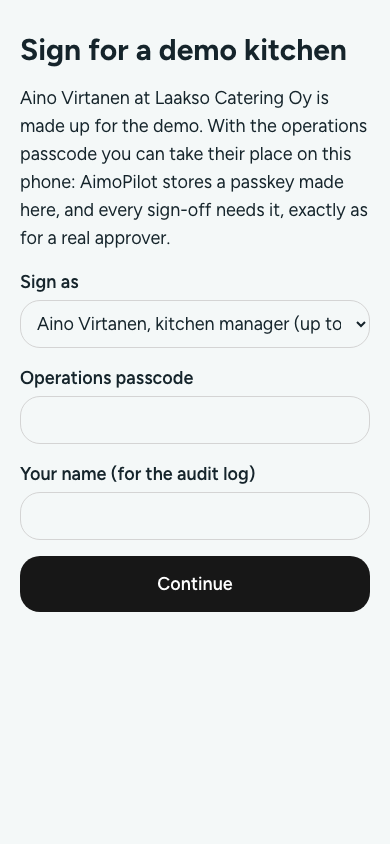 Sign for a demo kitchen
Aino Virtanen at Laakso Catering Oy is
made up for the demo. With the operations
passcode you can take their place on this
phone: AimoPilot stores a passkey made
here, and every sign-off needs it, exactly as
for a real approver.
Sign as
Aino Virtanen, kitchen manager (up to
Operations passcode
Your name (for the audit log)
Continue